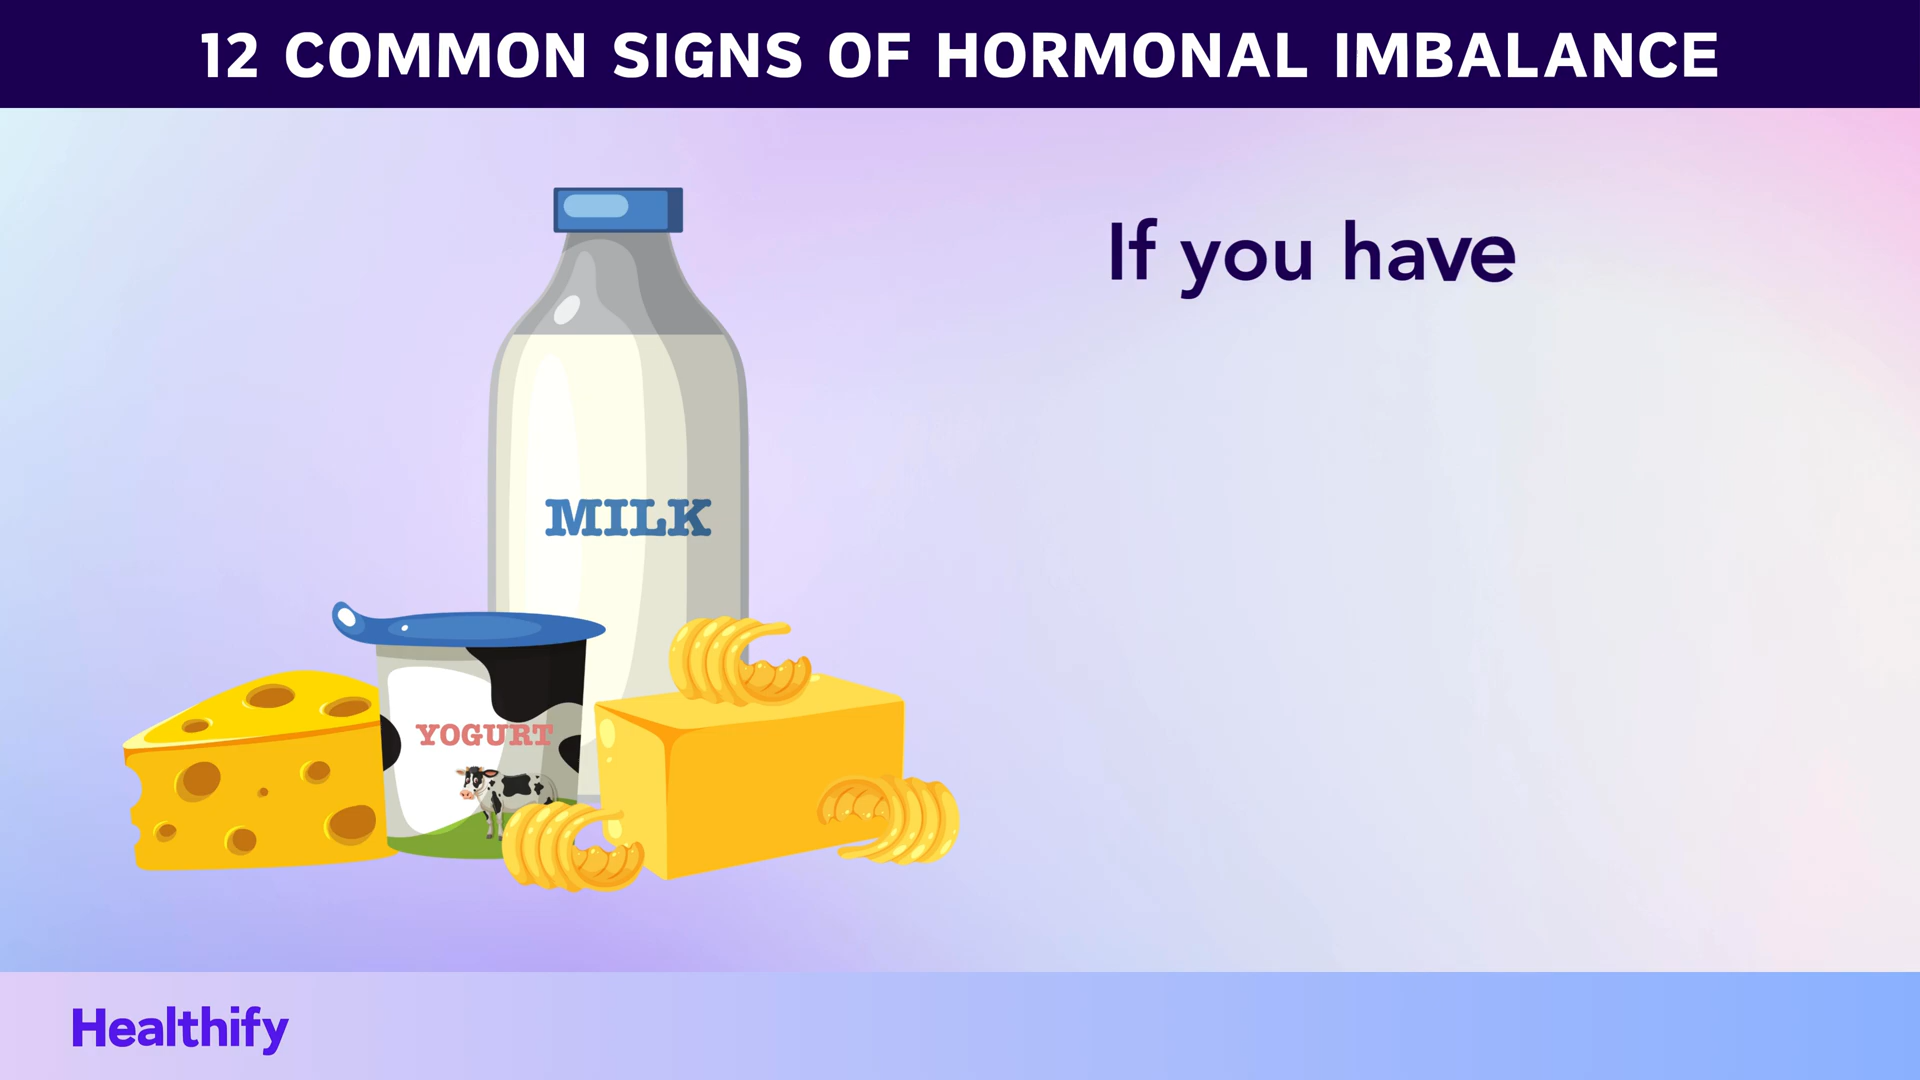 12 COMMON SIGNS OF HORMONAL IMBALANCE
If you have
MILK
YOGURT
Healthify